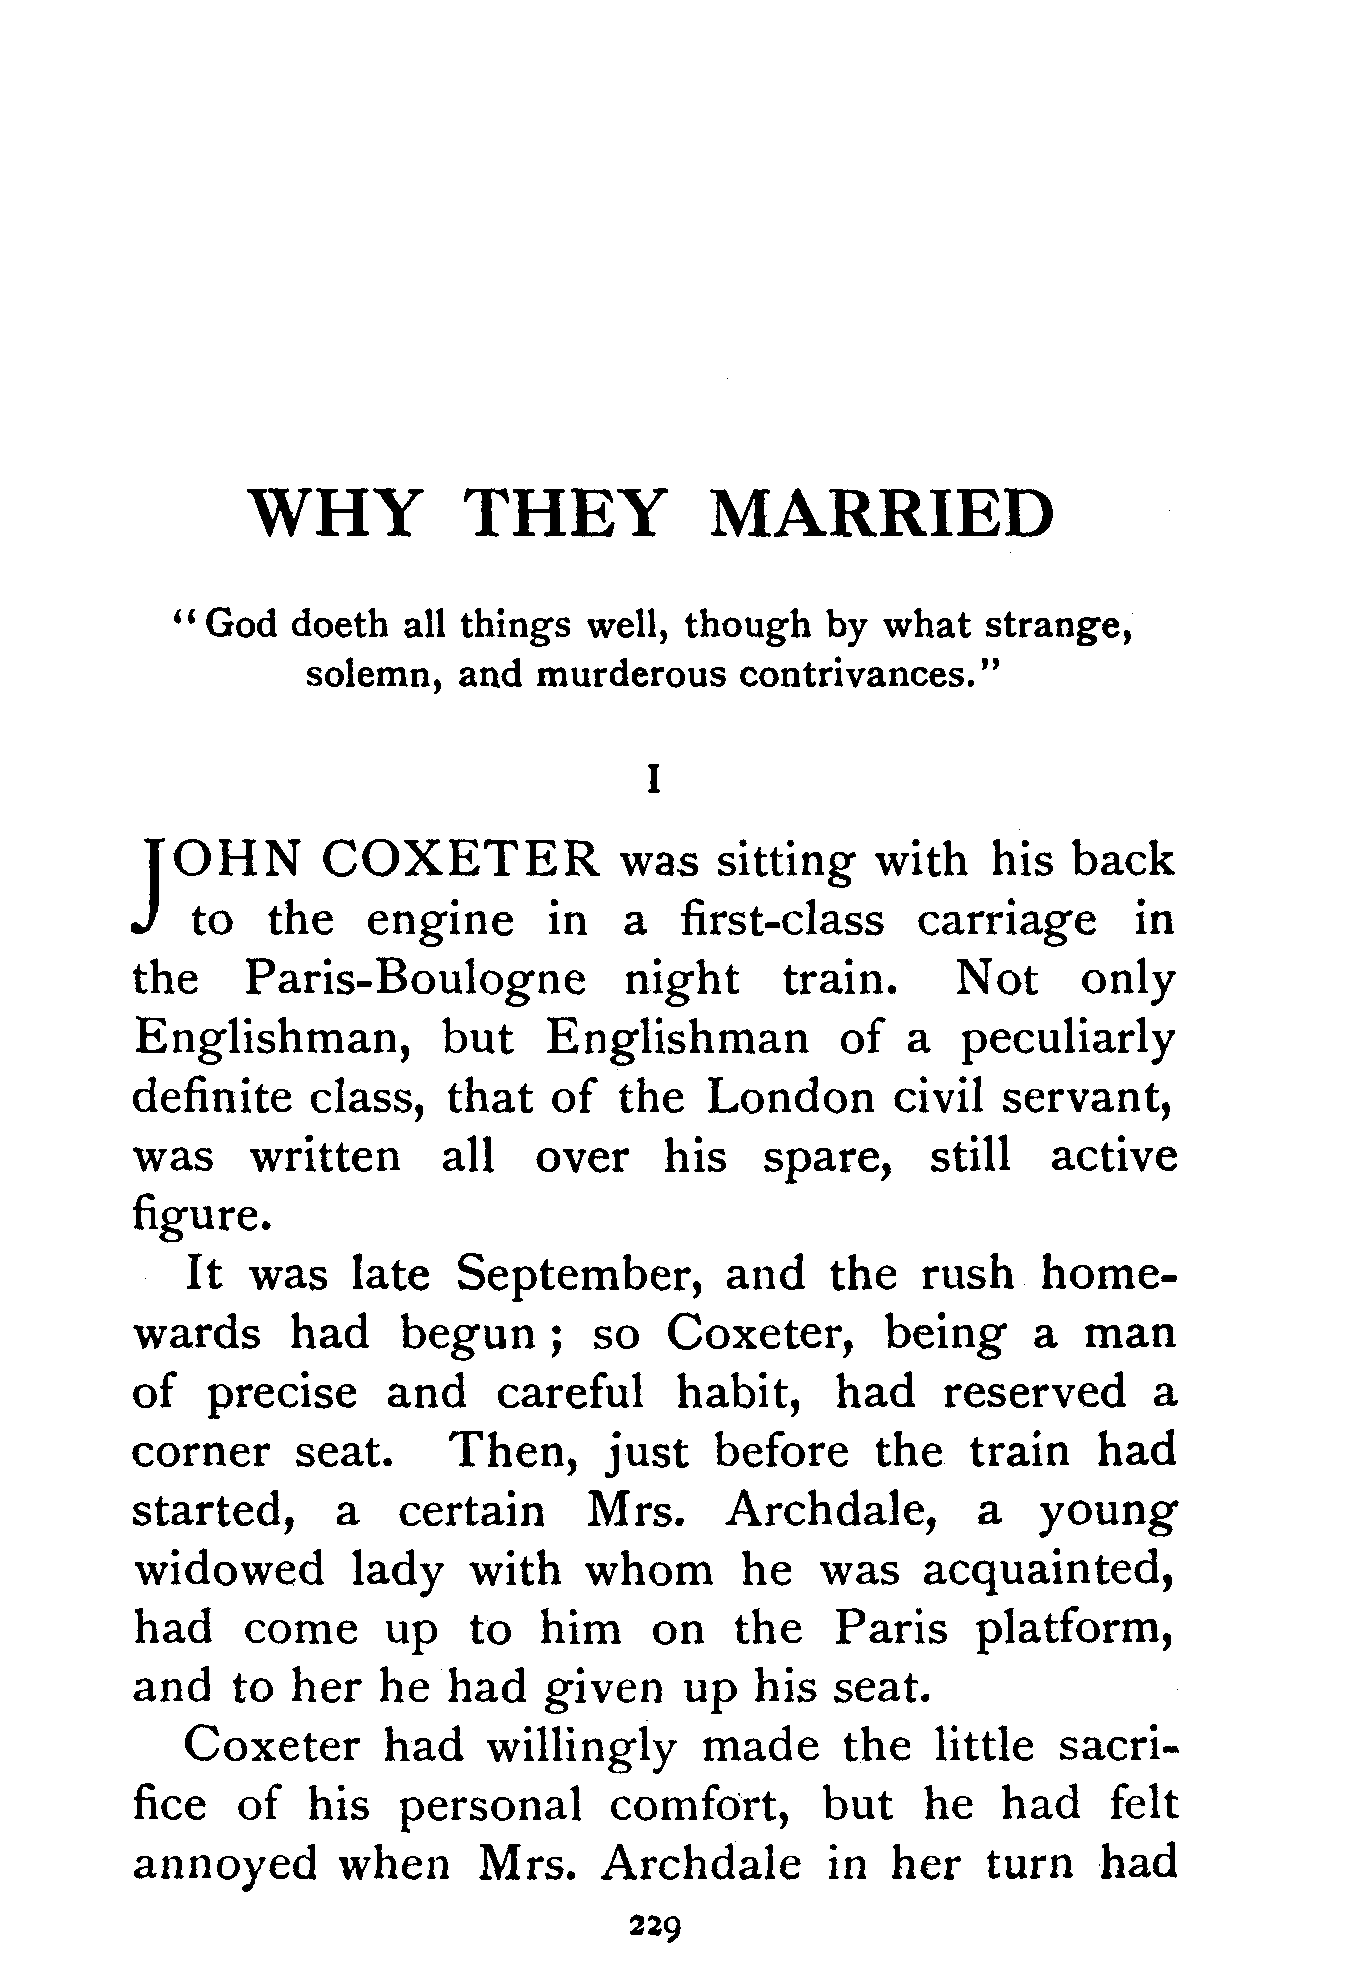 WHY THEY MARRIED
"God doeth all things well, though by what strange,
solemn, and murderous contrivances."
I
JOHN COXETER was sitting with his back
to the engine in a first-class carriage in
the Paris-Boulogne night train. Not only
Englishman, but Englishman of a peculiarly
definite class, that of the London civil servant,
was written all over his spare, still active
figure.
It was late September, and the rush home-
wards had begun ; so Coxeter, being a man
of precise and careful habit, had reserved a
corner seat. Then, just before the train had
started, a certain Mrs. Archdale, a young
widowed lady with whom he was acquainted,
had come up to him on the Paris platform,
and to her he had given up his seat.
Coxeter had willingly made the little sacri-
fice of his personal comfort, but he had felt
annoyed when Mrs. Archdale in her turn had
229